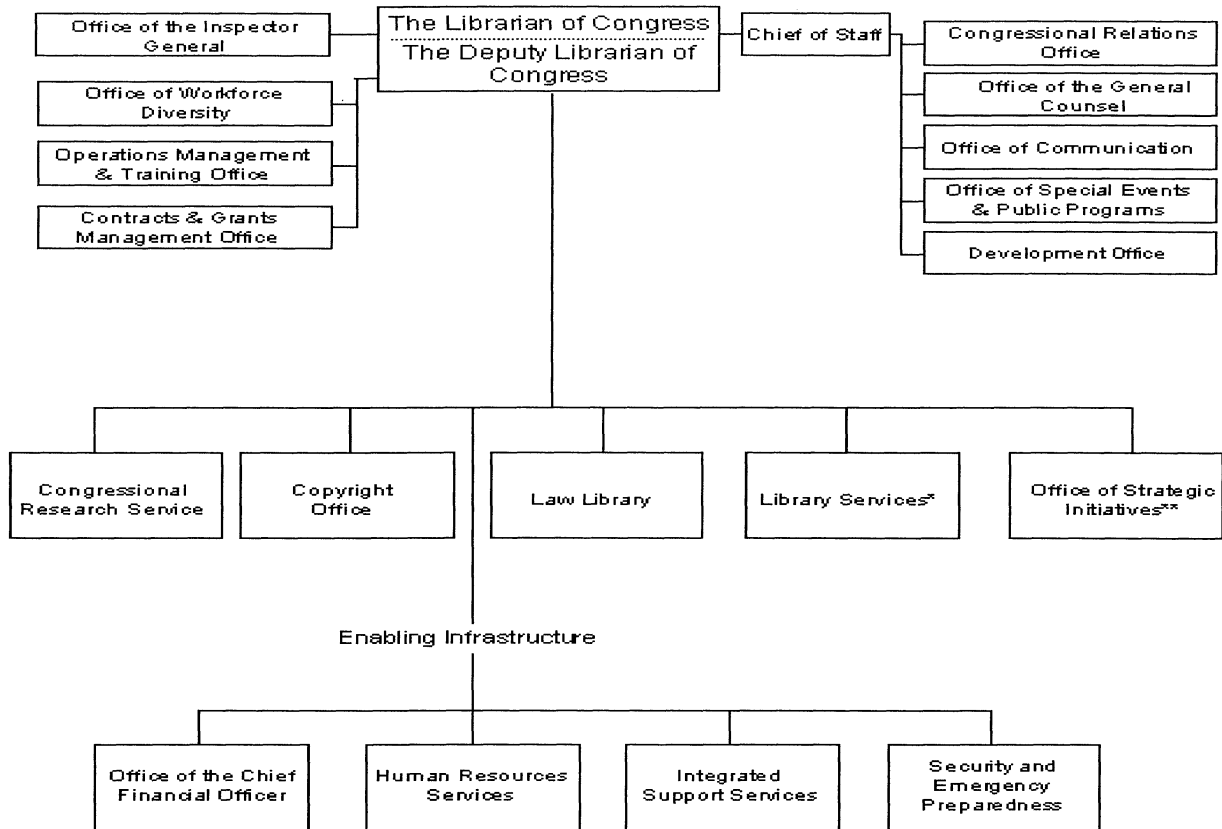 Office of the Inspector
General
The Librarian of Congress
The Deputy Librarian of
Congress
Chief of Staff
Congressional Relations
Office
Office of Workforce
Diversity
Office of the General
Counsel
Operations Management
& Training Office
Office of Communication
Contracts & Grants
Management Office
Office of Special Events
& Public Programs
Development Office
Congressional
Research Service
Copyright
Office
Law Library
Library Services*
Office of Strategic
Initiatives**
Enabling Infrastructure
Office of the Chief
Financial Officer
Human Resources
Services
Integrated
Support Services
Security and
Emergency
Preparedness